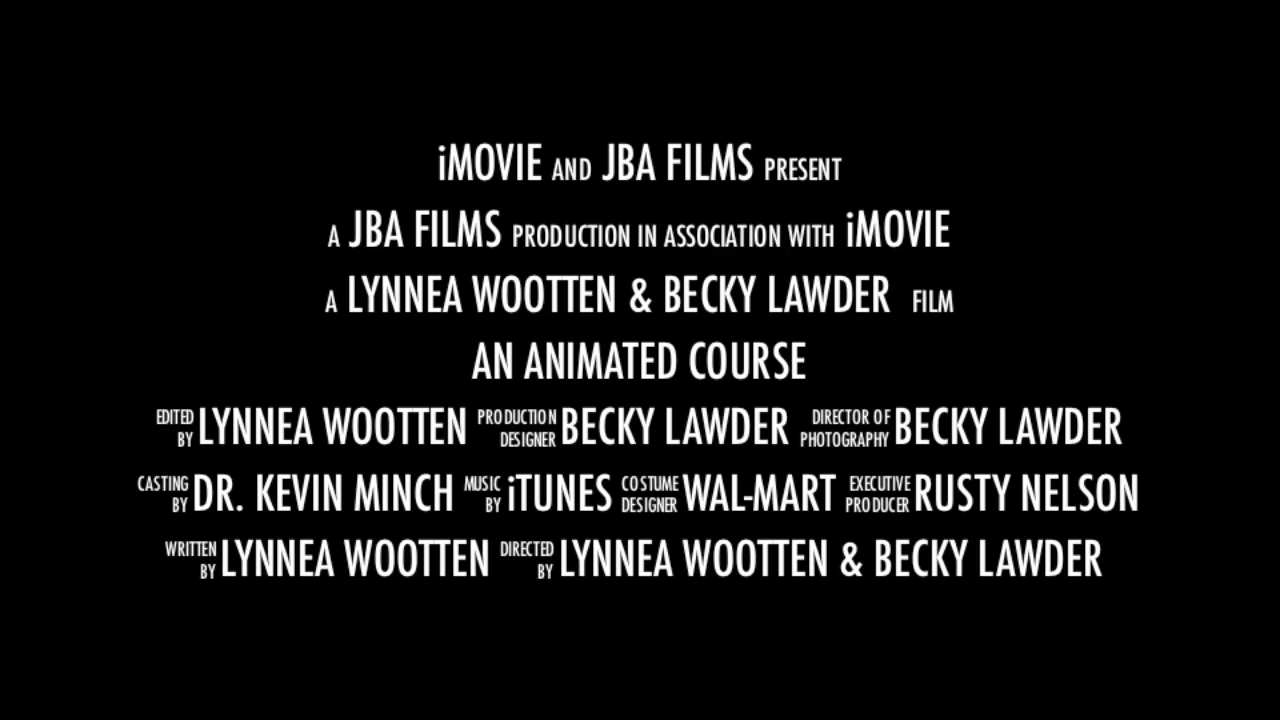 iMOVIE AND JBA FILMS PRESENT
A JBA FILMS PRODUCTION IN ASSOCIATION WITH iMOVIE
A LYNNEA WOOTTEN & BECKY LAWDER FILM
AN ANIMATED COURSE
EDITED BY LYNNEA WOOTTEN PRODUCTION DESIGNER BECKY LAWDER DIRECTOR OF PHOTOGRAPHY BECKY LAWDER
CASTING BY DR. KEVIN MINCH MUSIC BY iTUNES COSTUME DESIGNER WAL-MART EXECUTIVE PRODUCER RUSTY NELSON
WRITTEN BY LYNNEA WOOTTEN DIRECTED BY LYNNEA WOOTTEN & BECKY LAWDER